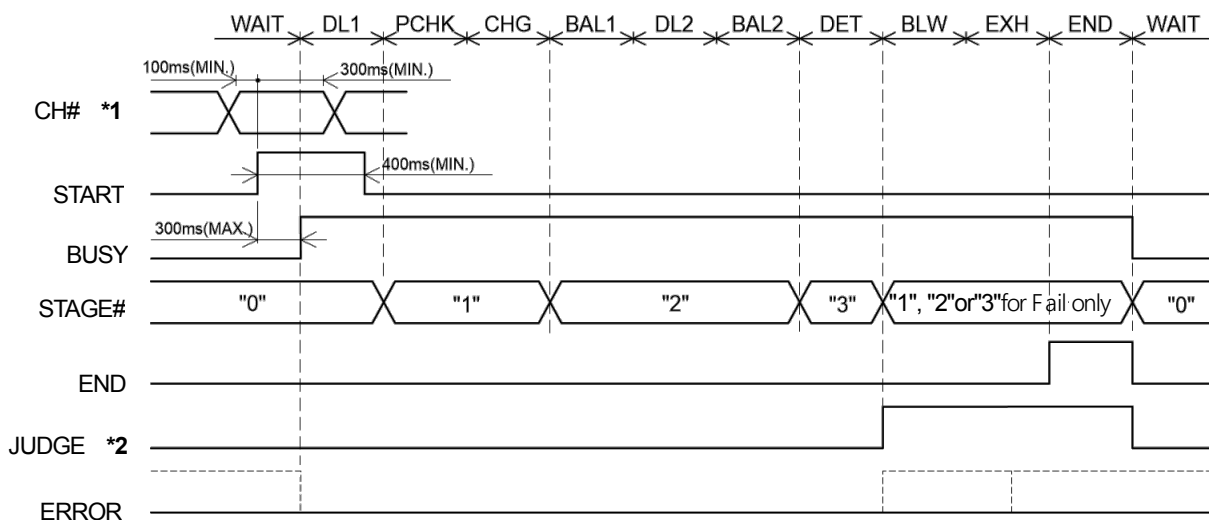 WAIT DL1 PCHK CHG BAL1 DL2 BAL2 DET BLW EXH END WAIT
100ms(MIN.) 300ms(MIN.)
CH# *1
400ms(MIN.)
START
300ms(MAX.)
BUSY
STAGE# "0" "1" "2" "3" "1", "2"or"3"for Fail only "0"
END
JUDGE *2
ERROR